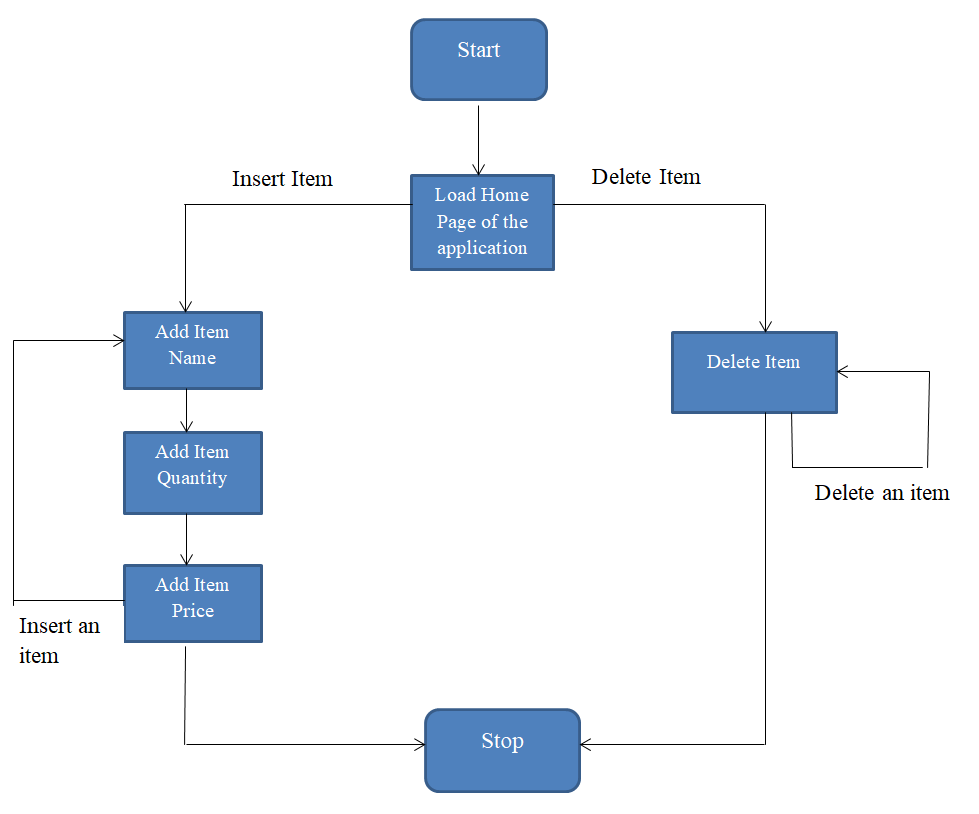 Start
Insert Item
Delete Item
Load Home
Page of the
application
Add Item
Name
Delete Item
Add Item
Quantity
Delete an item
Add Item
Price
Insert an
item
Stop